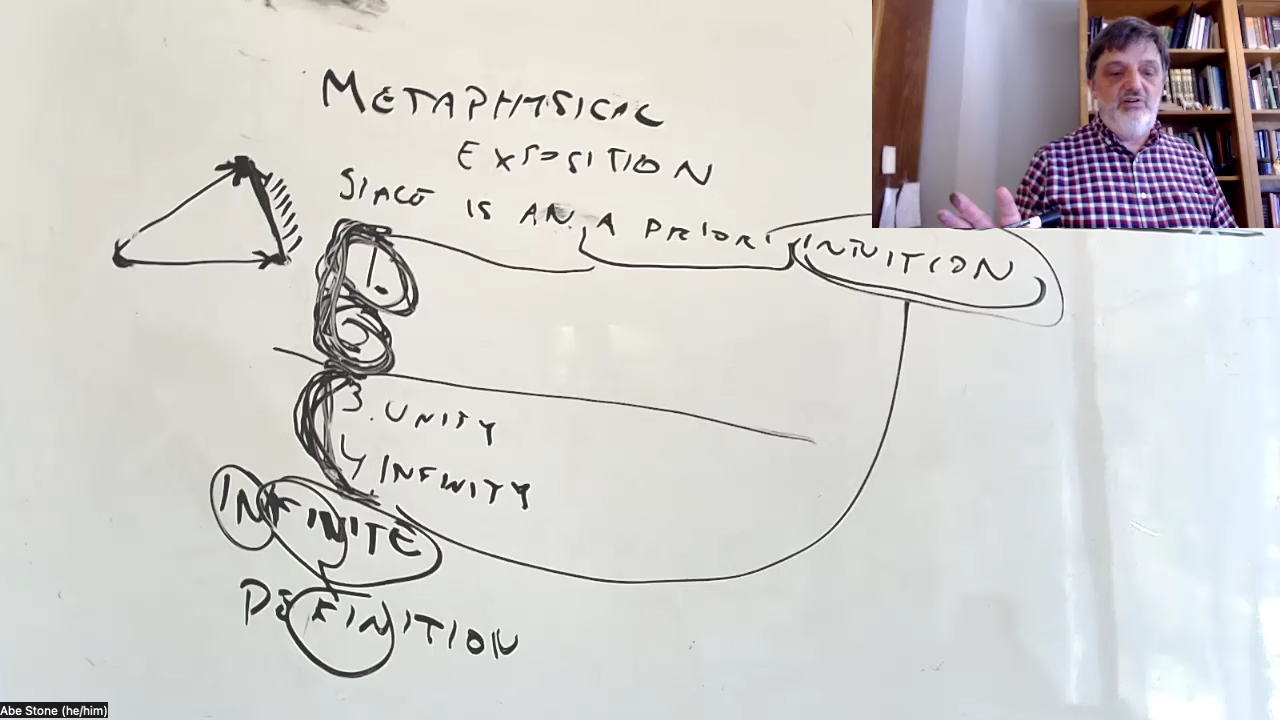 METAPHYSICAL
EXPOSITION
SPACE IS AN A PRIORI INTUITION
1.
2
3. UNITY
4 INFINITY
INFINITE
DEFINITION
Abe Stone (he/him)